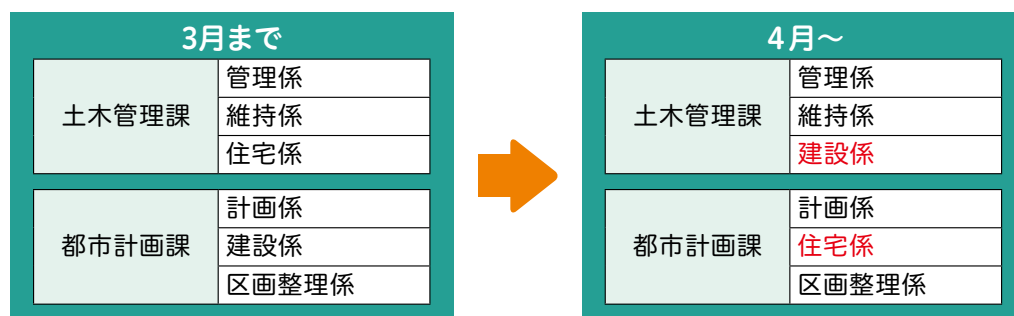 3月まで
土木管理課
管理係
維持係
住宅係
都市計画課
計画係
建設係
区画整理係
4月～
土木管理課
管理係
維持係
建設係
都市計画課
計画係
住宅係
区画整理係